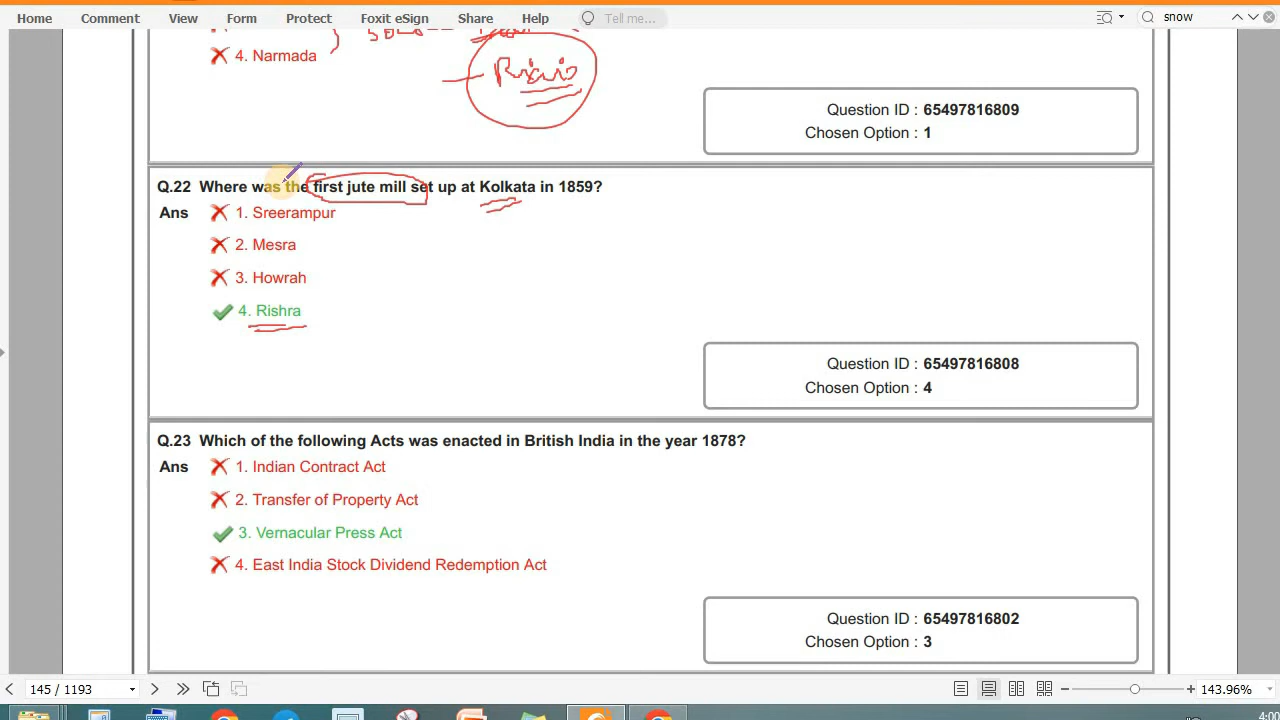 Home Comment View Form Protect Foxit eSign Share Help Tell me... snow
4. Narmada
Question ID : 65497816809
Chosen Option : 1
Q.22 Where was the first jute mill set up at Kolkata in 1859?
Ans 1. Sreerampur
2. Mesra
3. Howrah
4. Rishra
Question ID : 65497816808
Chosen Option : 4
Q.23 Which of the following Acts was enacted in British India in the year 1878?
Ans 1. Indian Contract Act
2. Transfer of Property Act
3. Vernacular Press Act
4. East India Stock Dividend Redemption Act
Question ID : 65497816802
Chosen Option : 3
145 / 1193 143.96%